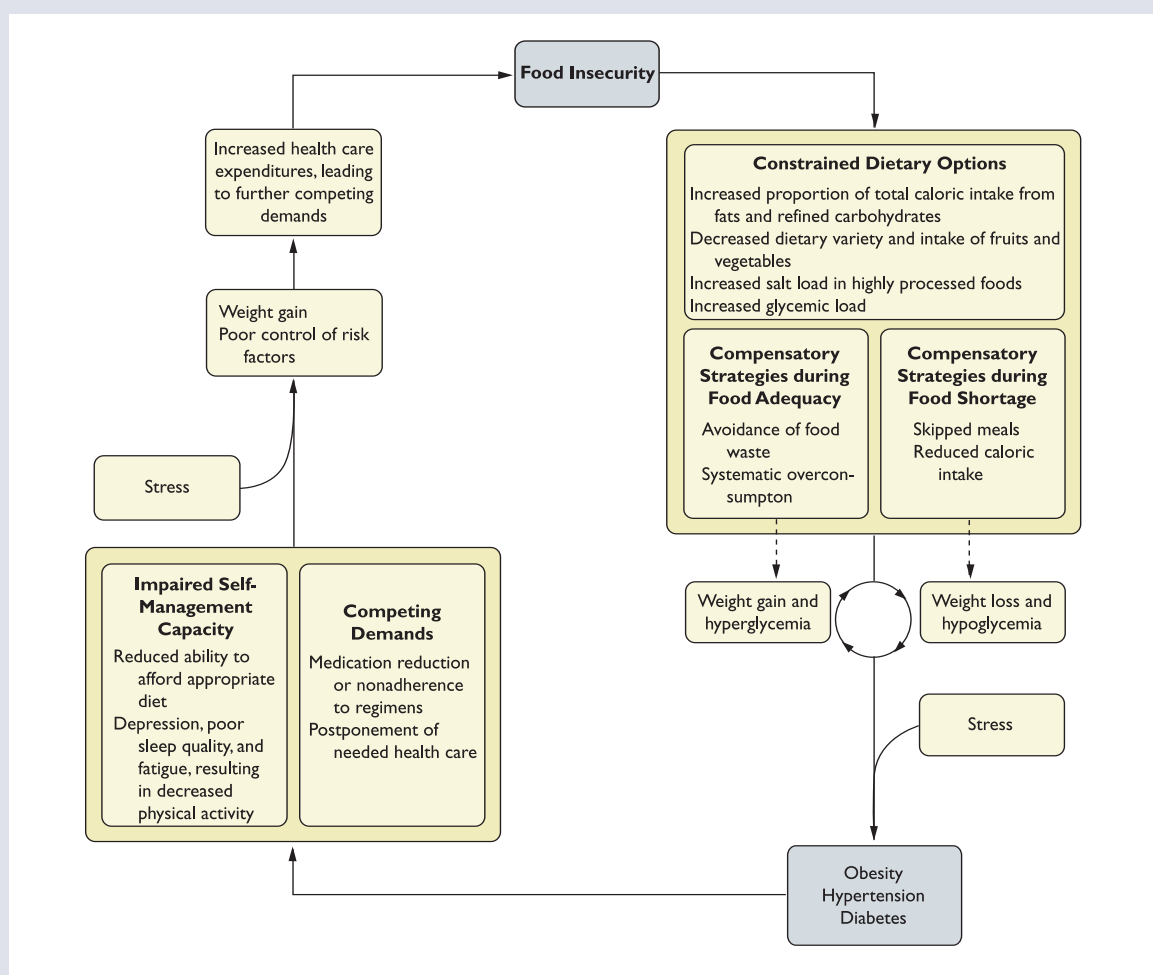 Food Insecurity
Increased health care
expenditures, leading
to further competing
demands
Constrained Dietary Options
Increased proportion of total caloric intake from
fats and refined carbohydrates
Decreased dietary variety and intake of fruits and
vegetables
Increased salt load in highly processed foods
Increased glycemic load
Weight gain
Poor control of risk
factors
Compensatory
Strategies during
Food Adequacy
Avoidance of food
waste
Systematic overcon-
sumpton
Compensatory
Strategies during
Food Shortage
Skipped meals
Reduced caloric
intake
Stress
Impaired Self-
Management
Capacity
Reduced ability to
afford appropriate
diet
Depression, poor
sleep quality, and
fatigue, resulting
in decreased
physical activity
Competing
Demands
Medication reduction
or nonadherence
to regimens
Postponement of
needed health care
Weight gain and
hyperglycemia
Weight loss and
hypoglycemia
Stress
Obesity
Hypertension
Diabetes